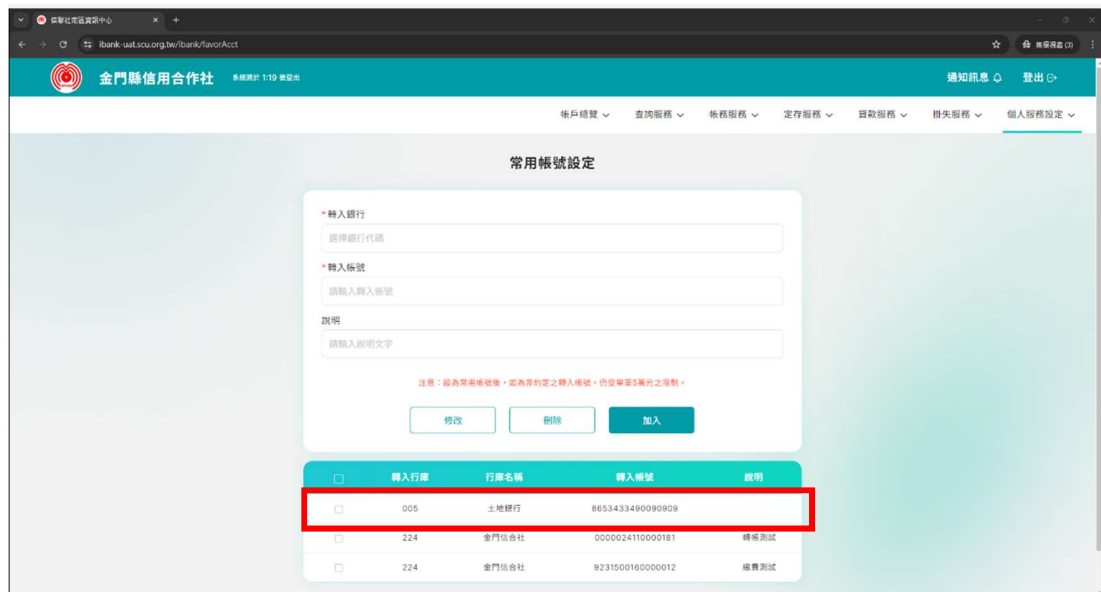 保聯社南區資訊中心
ibank-uat.scu.org.tw/ibank/favorAcct
無痕視窗 (3)
金門縣信用合作社 系統將於 1:19 後登出 通知訊息 登出
帳戶總覽 查詢服務 帳務服務 定存服務 貸款服務 掛失服務 個人服務設定
常用帳號設定
*轉入銀行
選擇銀行代碼
*轉入帳號
請輸入轉入帳號
說明
請輸入說明文字
注意：設為常用帳號後，如為非約定之轉入帳號，仍受單筆5萬元之限制。
修改 刪除 加入
轉入行庫 行庫名稱 轉入帳號 說明
005 土地銀行 8653433490090909
224 金門信合社 0000024110000181 轉帳測試
224 金門信合社 9231500160000012 繳費測試